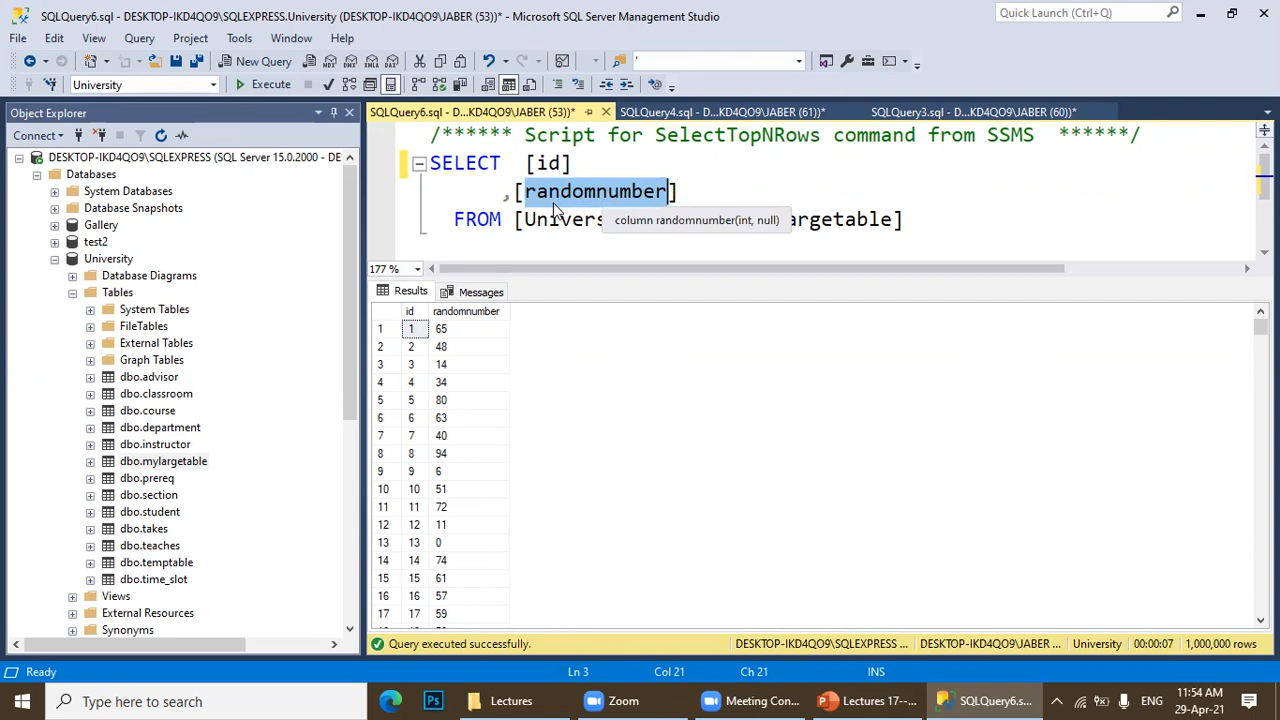 SQLQuery6.sql - DESKTOP-IKD4QO9\SQLEXPRESS.University (DESKTOP-IKD4QO9\JABER (53))* - Microsoft SQL Server Management Studio
Quick Launch (Ctrl+Q)
File Edit View Query Project Tools Window Help
New Query
MDX DMX XMLA DAX
'
University
Execute
Object Explorer
SQLQuery6.sql - D...KD4QO9\JABER (53))*
SQLQuery4.sql - D...KD4QO9\JABER (61))*
SQLQuery3.sql - D...KD4QO9\JABER (60))*
Connect
DESKTOP-IKD4QO9\SQLEXPRESS (SQL Server 15.0.2000 - DE
Databases
System Databases
Database Snapshots
Gallery
test2
University
Database Diagrams
Tables
System Tables
FileTables
External Tables
Graph Tables
dbo.advisor
dbo.classroom
dbo.course
dbo.department
dbo.instructor
dbo.mylargetable
dbo.prereq
dbo.section
dbo.student
dbo.takes
dbo.teaches
dbo.temptable
dbo.time_slot
Views
External Resources
Synonyms
/****** Script for SelectTopNRows command from SSMS ******/
SELECT [id]
,[randomnumber]
FROM [Univers
argetable]
column randomnumber(int, null)
177 %
Results Messages
id randomnumber
1 1 65
2 2 48
3 3 14
4 4 34
5 5 80
6 6 63
7 7 40
8 8 94
9 9 6
10 10 51
11 11 72
12 12 11
13 13 0
14 14 74
15 15 61
16 16 57
17 17 59
Query executed successfully.
DESKTOP-IKD4QO9\SQLEXPRESS ...
DESKTOP-IKD4QO9\JABER ...
University
00:00:07
1,000,000 rows
Ready
Ln 3
Col 21
Ch 21
INS
Type here to search
Ps
Lectures
Zoom
Meeting Con...
Lectures 17--...
SQLQuery6.s...
ENG
11:54 AM
29-Apr-21